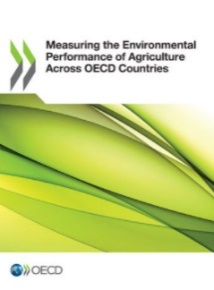 Measuring the Environmental
Performance of Agriculture
Across OECD Countries
OECD